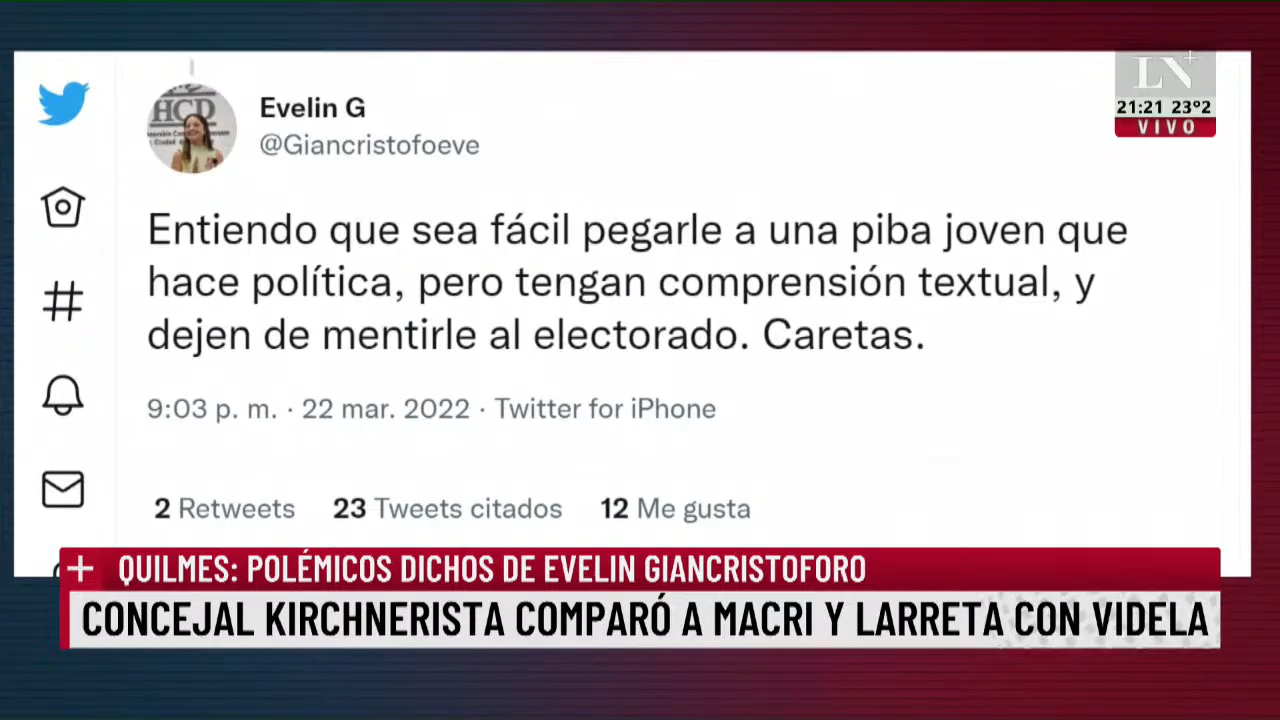 Evelin G
@Giancristofoeve
HCD
Entiendo que sea fácil pegarle a una piba joven que
hace política, pero tengan comprensión textual, y
dejen de mentirle al electorado. Caretas.
9:03 p. m. · 22 mar. 2022 · Twitter for iPhone
2 Retweets 23 Tweets citados 12 Me gusta
LN+
21:21 23º2
VIVO
+ QUILMES: POLÉMICOS DICHOS DE EVELIN GIANCRISTOFORO
CONCEJAL KIRCHNERISTA COMPARÓ A MACRI Y LARRETA CON VIDELA